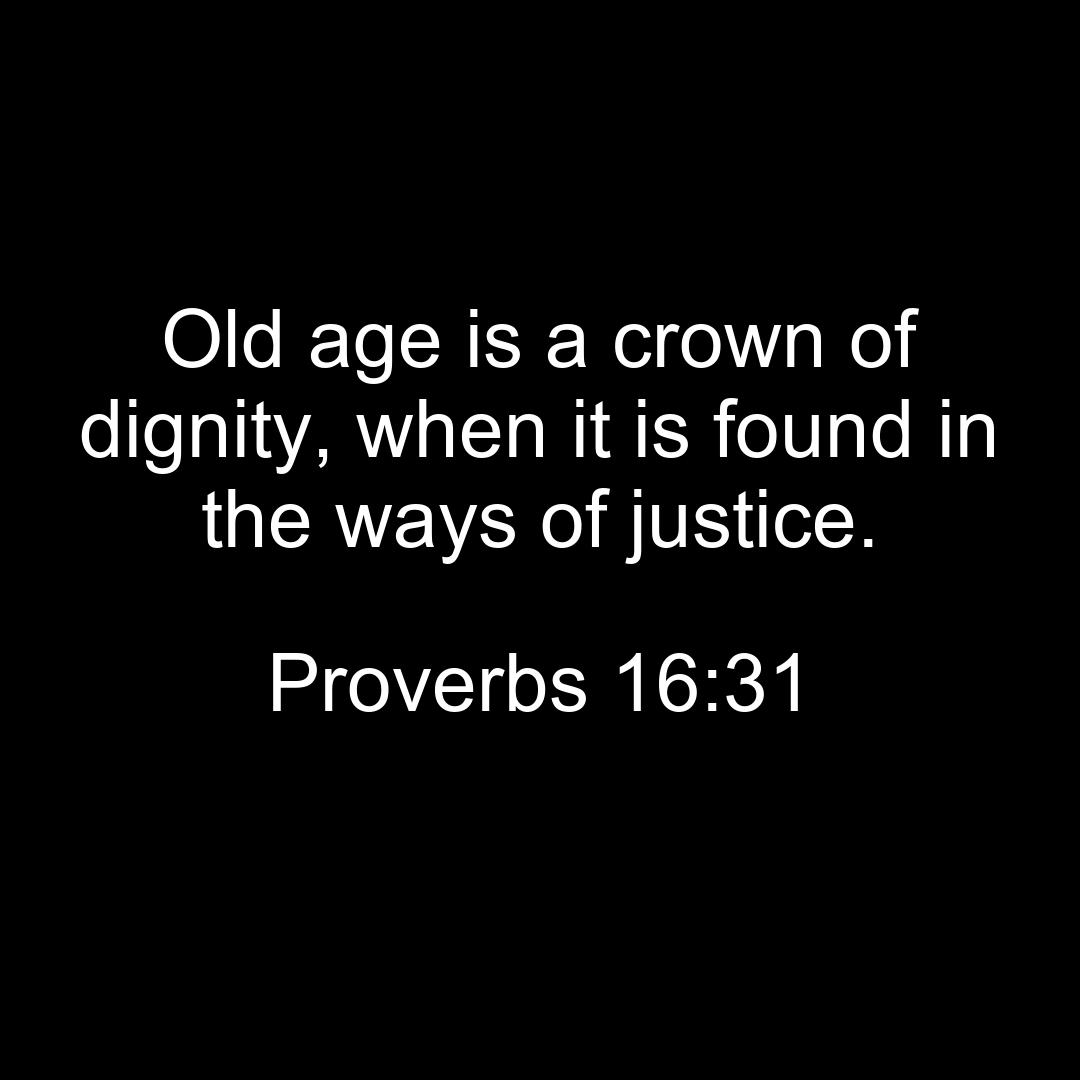 Old age is a crown of
dignity, when it is found in
the ways of justice.
Proverbs 16:31